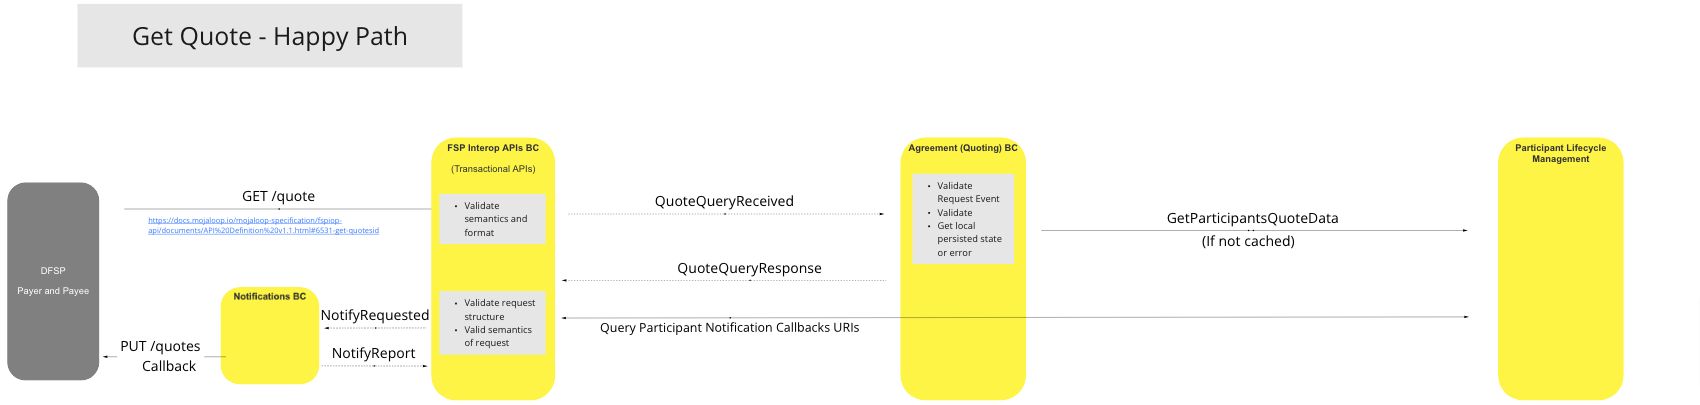 Get Quote - Happy Path
FSP Interop APIs BC
(Transactional APIs)
Agreement (Quoting) BC
Participant Lifecycle
Management
GET /quote
https://docs.mojaloop.io/mojaloop-specification/fspiop-
api/documents/API%20Definition%20v1.1.html#6531-get-quotesid
• Validate
semantics and
format
QuoteQueryReceived
• Validate
Request Event
• Validate
• Get local
persisted state
or error
GetParticipantsQuoteData
(If not cached)
DFSP
Payer and Payee
QuoteQueryResponse
Notifications BC
NotifyRequested
• Validate request
structure
• Valid semantics
of request
Query Participant Notification Callbacks URIs
PUT /quotes
Callback
NotifyReport